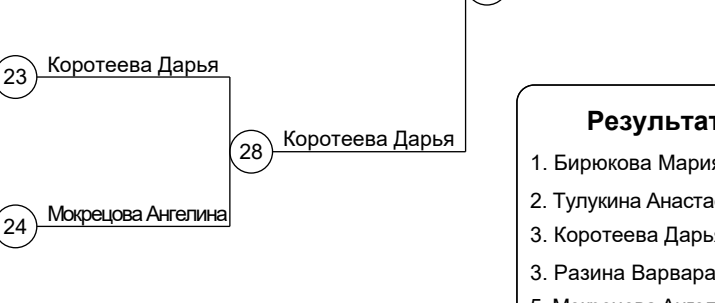 23
Коротеева Дарья
28
Коротеева Дарья
24
Мокрецова Ангелина
Результат
1. Бирюкова Мария
2. Тулукина Анаста
3. Коротеева Дарья
3. Разина Варвара